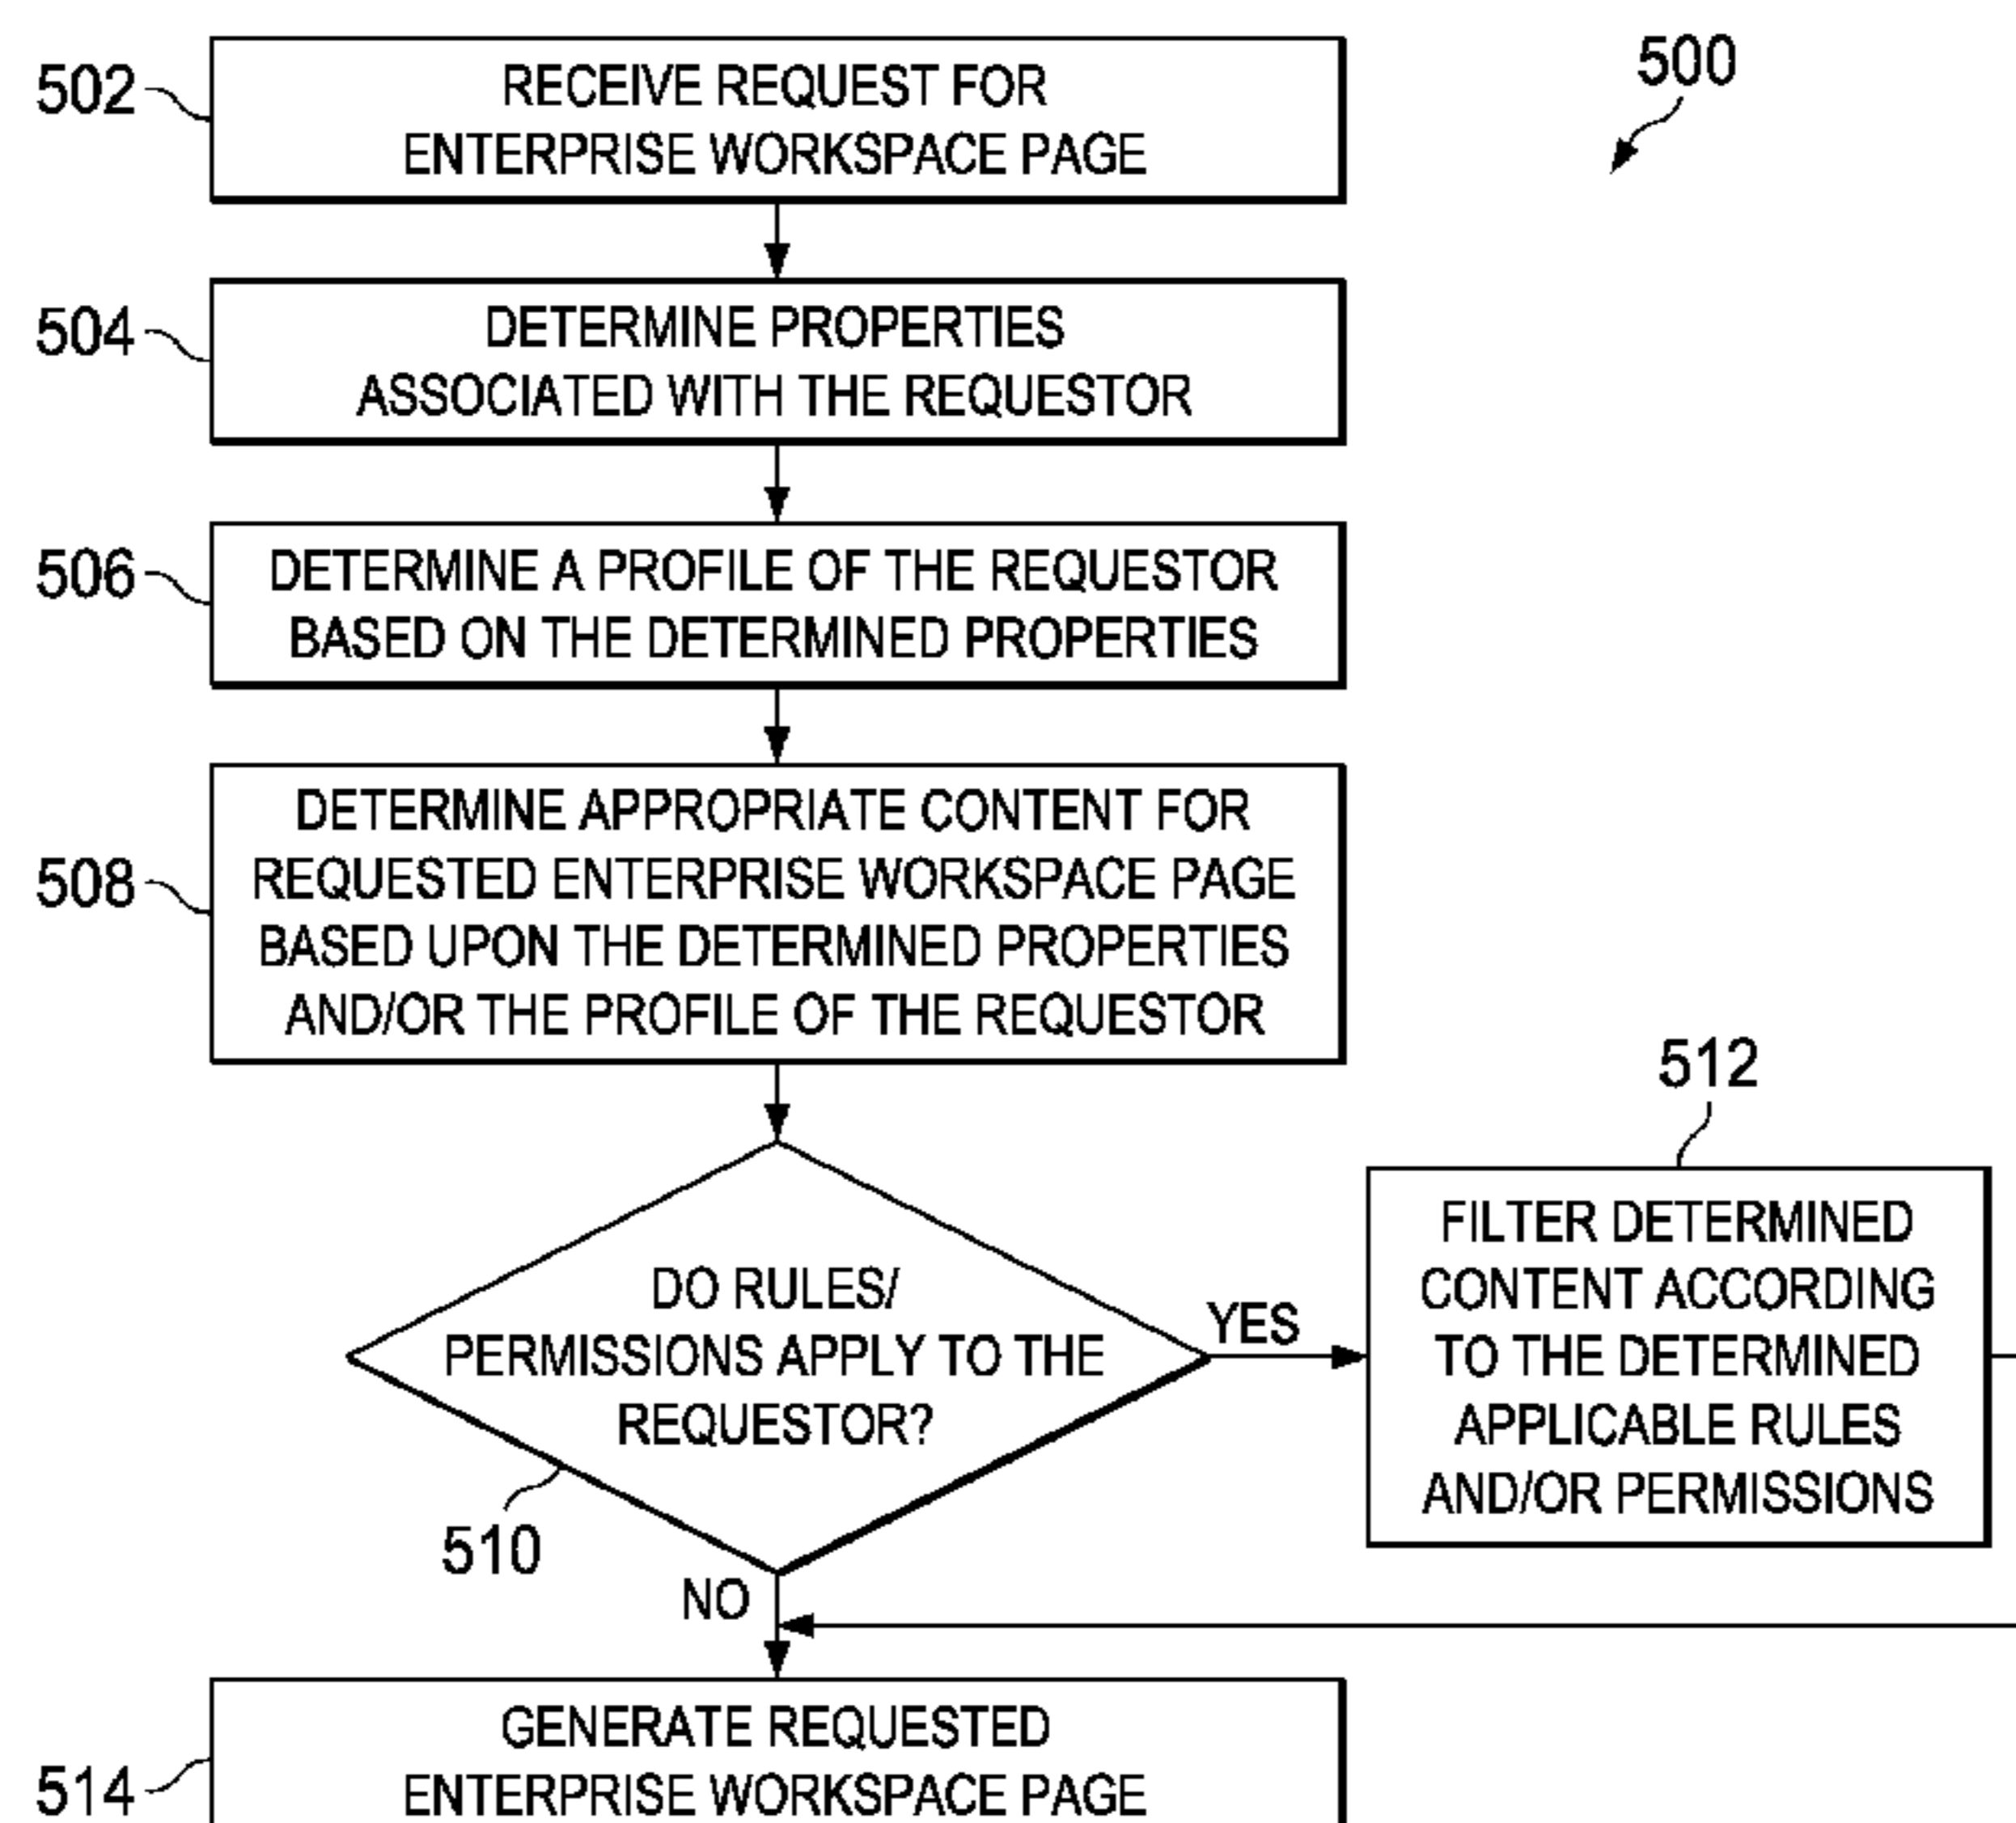 500
502
RECEIVE REQUEST FOR
ENTERPRISE WORKSPACE PAGE
504
DETERMINE PROPERTIES
ASSOCIATED WITH THE REQUESTOR
506
DETERMINE A PROFILE OF THE REQUESTOR
BASED ON THE DETERMINED PROPERTIES
508
DETERMINE APPROPRIATE CONTENT FOR
REQUESTED ENTERPRISE WORKSPACE PAGE
BASED UPON THE DETERMINED PROPERTIES
AND/OR THE PROFILE OF THE REQUESTOR
DO RULES/
PERMISSIONS APPLY TO THE
REQUESTOR?
510
YES
512
FILTER DETERMINED
CONTENT ACCORDING
TO THE DETERMINED
APPLICABLE RULES
AND/OR PERMISSIONS
NO
514
GENERATE REQUESTED
ENTERPRISE WORKSPACE PAGE